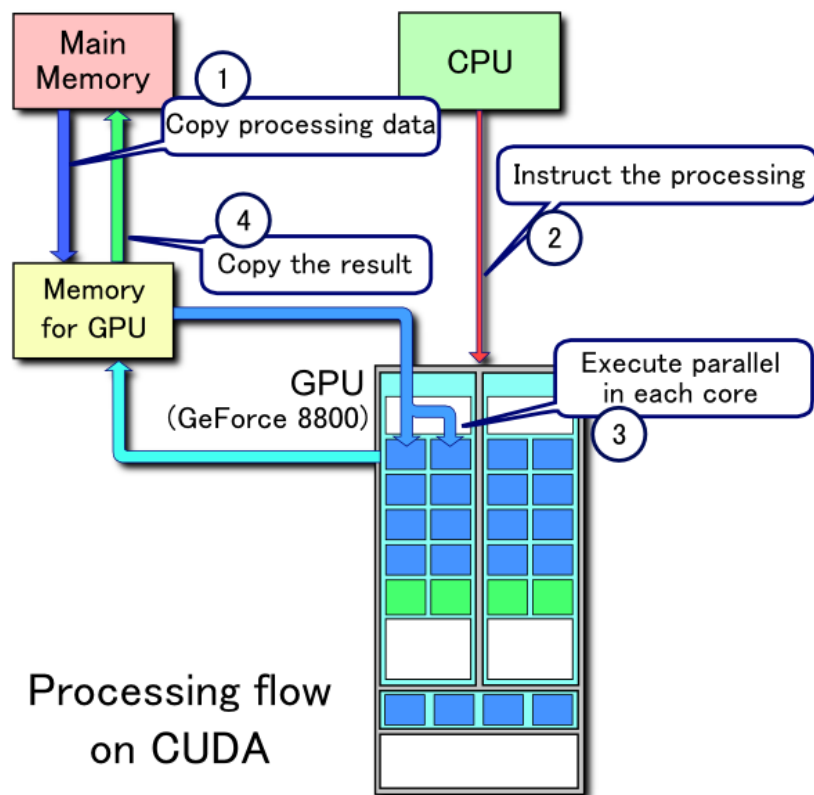 Main
Memory
CPU
1
Copy processing data
Instruct the processing
2
4
Copy the result
Memory
for GPU
GPU
(GeForce 8800)
Execute parallel
in each core
3
Processing flow
on CUDA